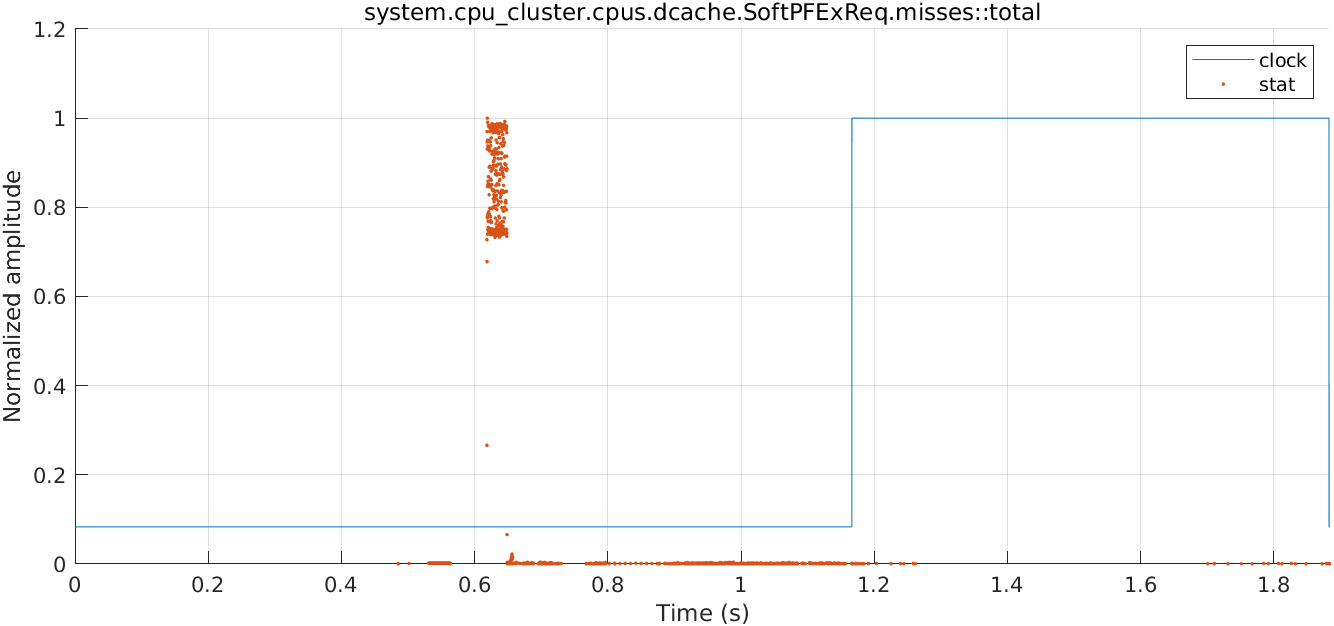 system.cpu_cluster.cpus.dcache.SoftPFExReq.misses::total
clock
stat
Normalized amplitude
1.2
1
0.8
0.6
0.4
0.2
0
0 0.2 0.4 0.6 0.8 1 1.2 1.4 1.6 1.8
Time (s)